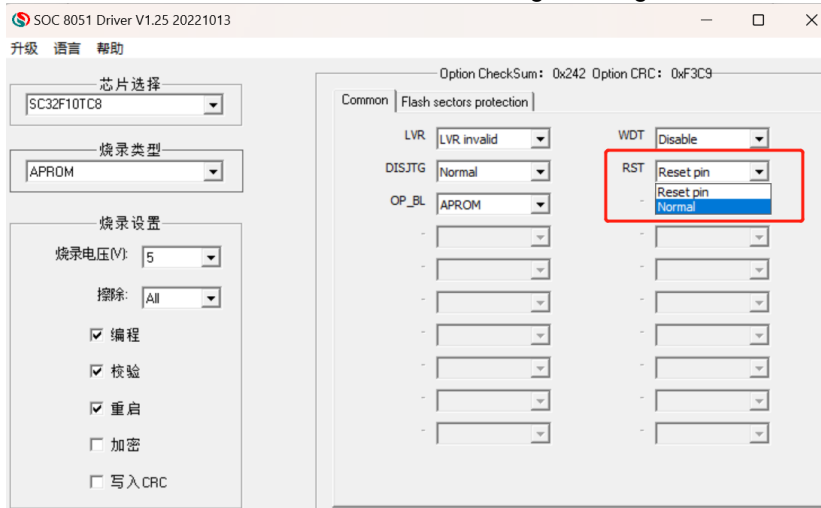 SOC 8051 Driver V1.25 20221013
升级 语言 帮助
芯片选择
SC32F10TC8
烧录类型
APROM
烧录设置
烧录电压(V): 5
擦除: All
编程
校验
重启
加密
写入CRC
Option CheckSum: 0x242 Option CRC: 0xF3C9
Common Flash sectors protection
LVR LVR invalid WDT Disable
DISJTG Normal RST Reset pin
Reset pin
OP_BL APROM - Normal
- -
- -
- -
- -
- -
- -
- -